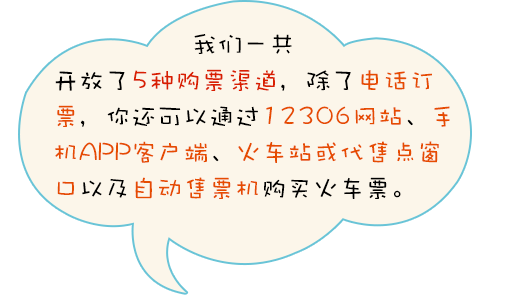 我们一共
开放了5种购票渠道，除了电话订
票，你还可以通过12306网站、手
机APP客户端、火车站或代售点窗
口以及自动售票机购买火车票。